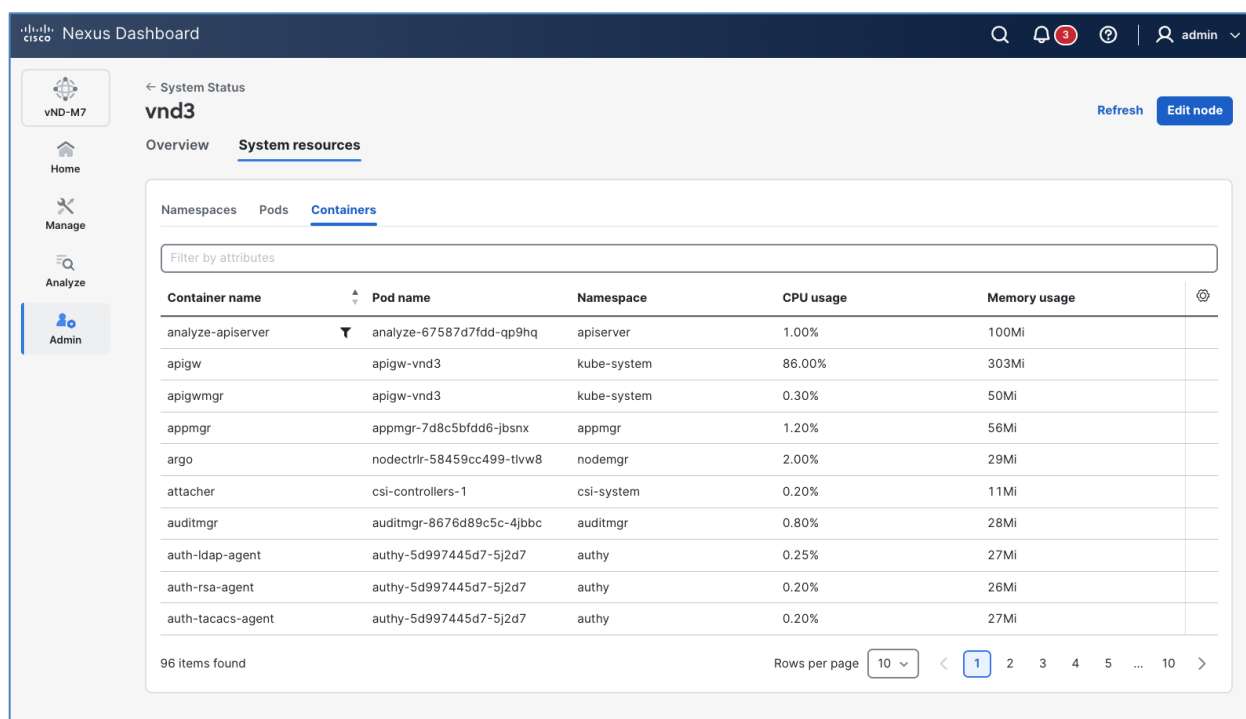 CISCO Nexus Dashboard 3 admin
vND-M7
Home
Manage
Analyze
Admin
← System Status
vnd3
Refresh Edit node
Overview System resources
Namespaces Pods Containers
Filter by attributes
Container name Pod name Namespace CPU usage Memory usage
analyze-apiserver analyze-67587d7fdd-qp9hq apiserver 1.00% 100Mi
apigw apigw-vnd3 kube-system 86.00% 303Mi
apigwmgr apigw-vnd3 kube-system 0.30% 50Mi
appmgr appmgr-7d8c5bfdd6-jbsnx appmgr 1.20% 56Mi
argo nodectrlr-58459cc499-tlvw8 nodemgr 2.00% 29Mi
attacher csi-controllers-1 csi-system 0.20% 11Mi
auditmgr auditmgr-8676d89c5c-4jbbc auditmgr 0.80% 28Mi
auth-ldap-agent authy-5d997445d7-5j2d7 authy 0.25% 27Mi
auth-rsa-agent authy-5d997445d7-5j2d7 authy 0.20% 26Mi
auth-tacacs-agent authy-5d997445d7-5j2d7 authy 0.20% 27Mi
96 items found Rows per page 10 1 2 3 4 5 ... 10